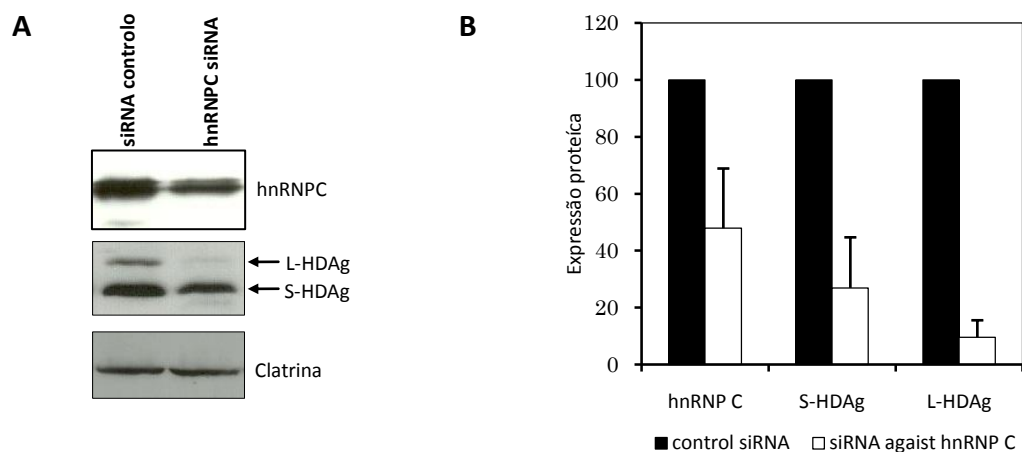 A
siRNA controlo
hnRNPC siRNA
hnRNPC
L-HDAg
S-HDAg
Clatrina
B
Expressão proteíca
120
100
80
60
40
20
0
hnRNP C
S-HDAg
L-HDAg
control siRNA
siRNA agaist hnRNP C